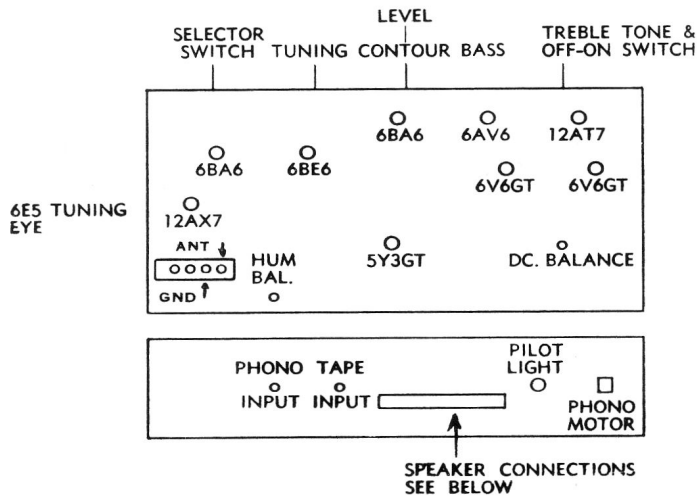 LEVEL
SELECTOR
SWITCH TUNING CONTOUR BASS
TREBLE TONE &
OFF-ON SWITCH
6BA6 6AV6 12AT7
6BA6 6BE6
6V6GT 6V6GT
6E5 TUNING
EYE
12AX7
ANT
GND
HUM
BAL.
5Y3GT
DC. BALANCE
PHONO
INPUT
TAPE
INPUT
PILOT
LIGHT
PHONO
MOTOR
SPEAKER CONNECTIONS
SEE BELOW